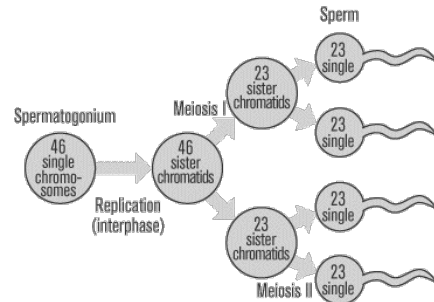 Sperm
23
single
23
sister
chromatids
Meiosis I
23
single
Spermatogonium
46
single
chromo-
somes
46
sister
chromatids
Replication
(interphase)
23
single
23
sister
chromatids
Meiosis II
23
single